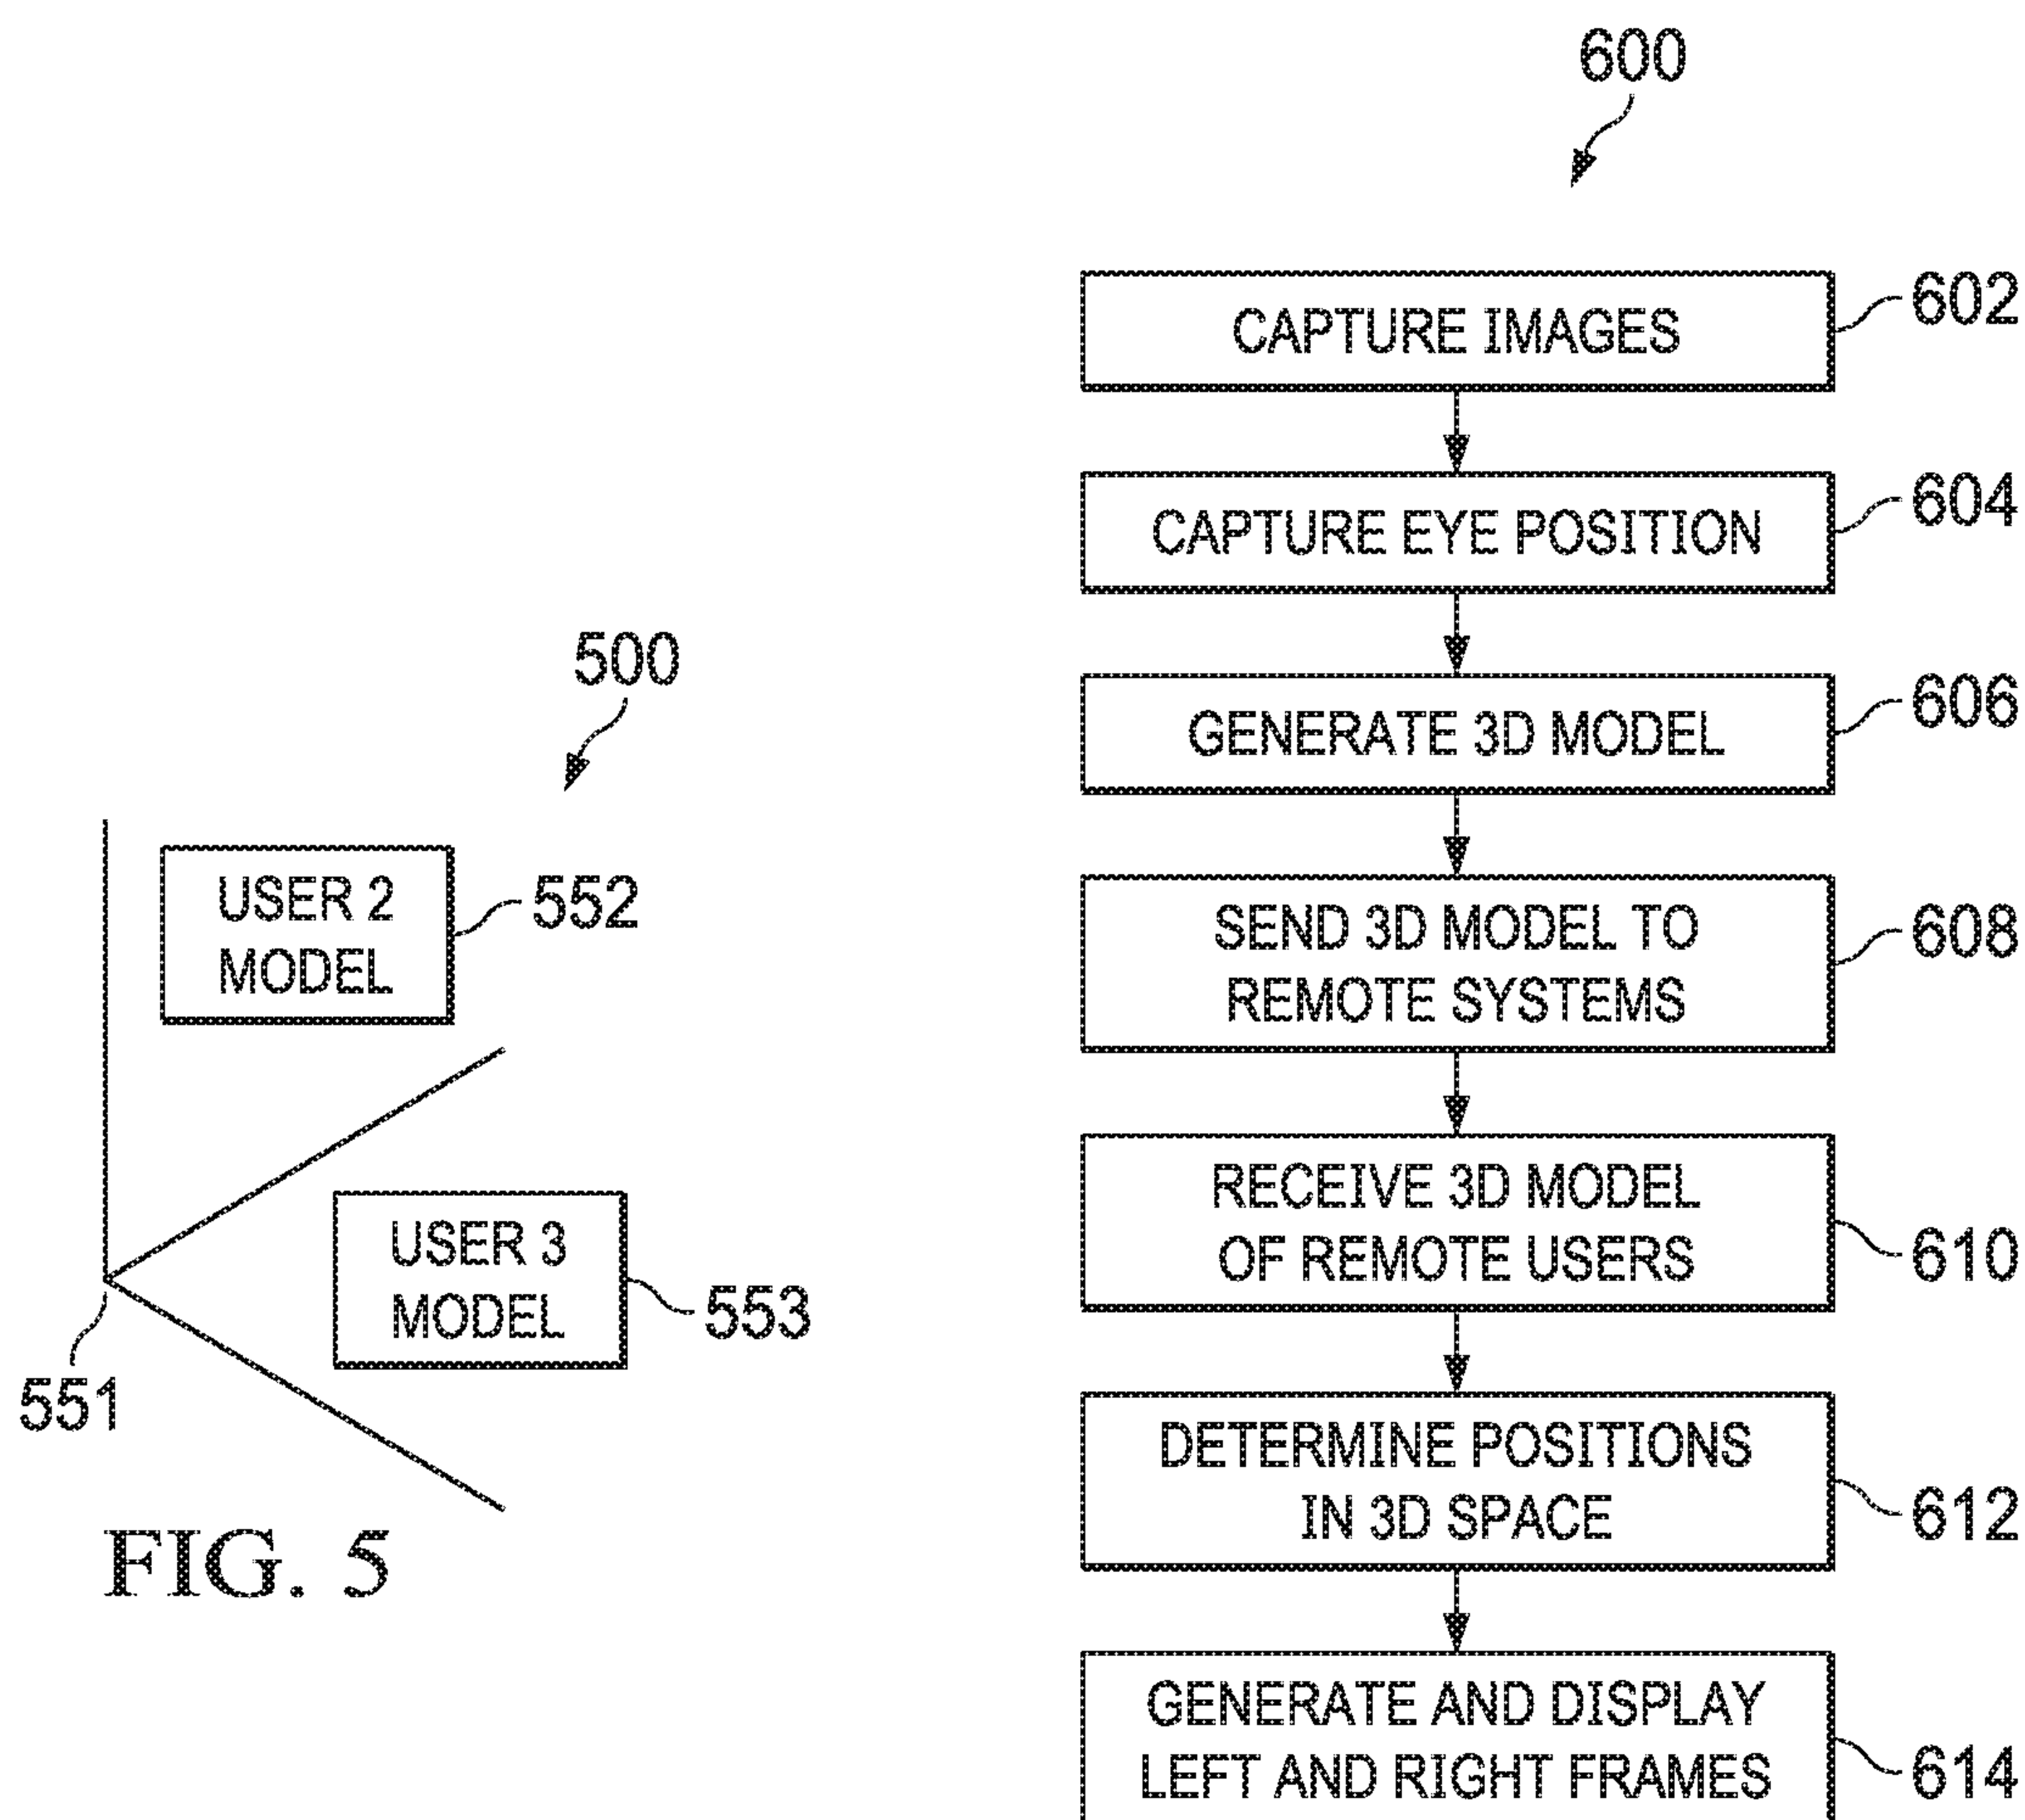 500
USER 2
MODEL
552
USER 3
MODEL
553
551
FIG. 5
600
CAPTURE IMAGES
602
CAPTURE EYE POSITION
604
GENERATE 3D MODEL
606
SEND 3D MODEL TO
REMOTE SYSTEMS
608
RECEIVE 3D MODEL
OF REMOTE USERS
610
DETERMINE POSITIONS
IN 3D SPACE
612
GENERATE AND DISPLAY
LEFT AND RIGHT FRAMES
614